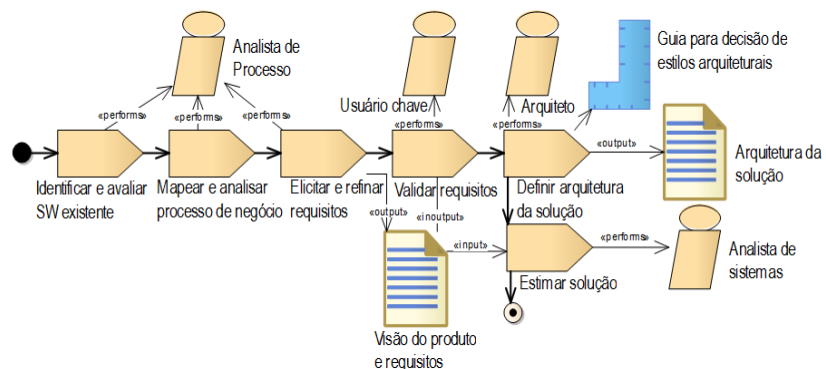 Analista de
Processo
Usuário chave
Arquiteto
Guia para decisão de
estilos arquiteturais
«performs»
«performs»
«performs»
«performs»
«performs»
Identificar e avaliar
SW existente
Mapear e analisar
processo de negócio
Elicitar e refinar
requisitos
Validar requisitos
Definir arquitetura
da solução
«output»
Arquitetura da
solução
«output»
«inoutput»
«input»
«performs»
Estimar solução
Analista de
sistemas
Visão do produto
e requisitos